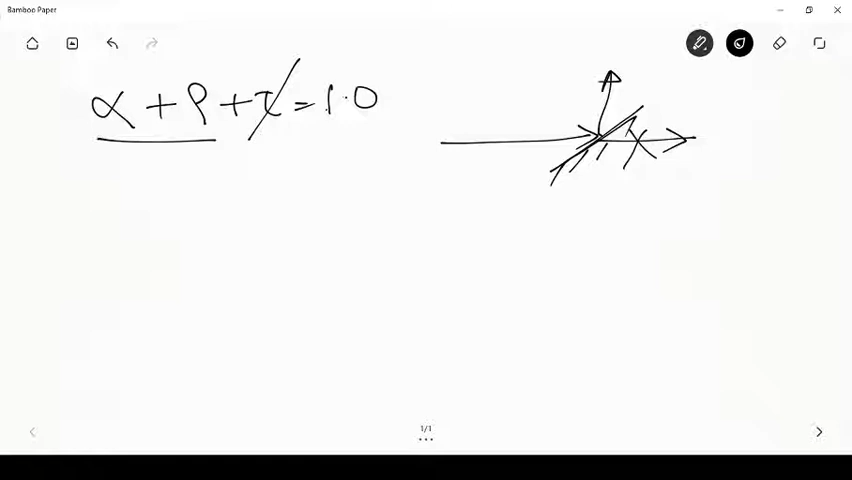 Bamboo Paper
α + ρ + τ = 1.0
1/1